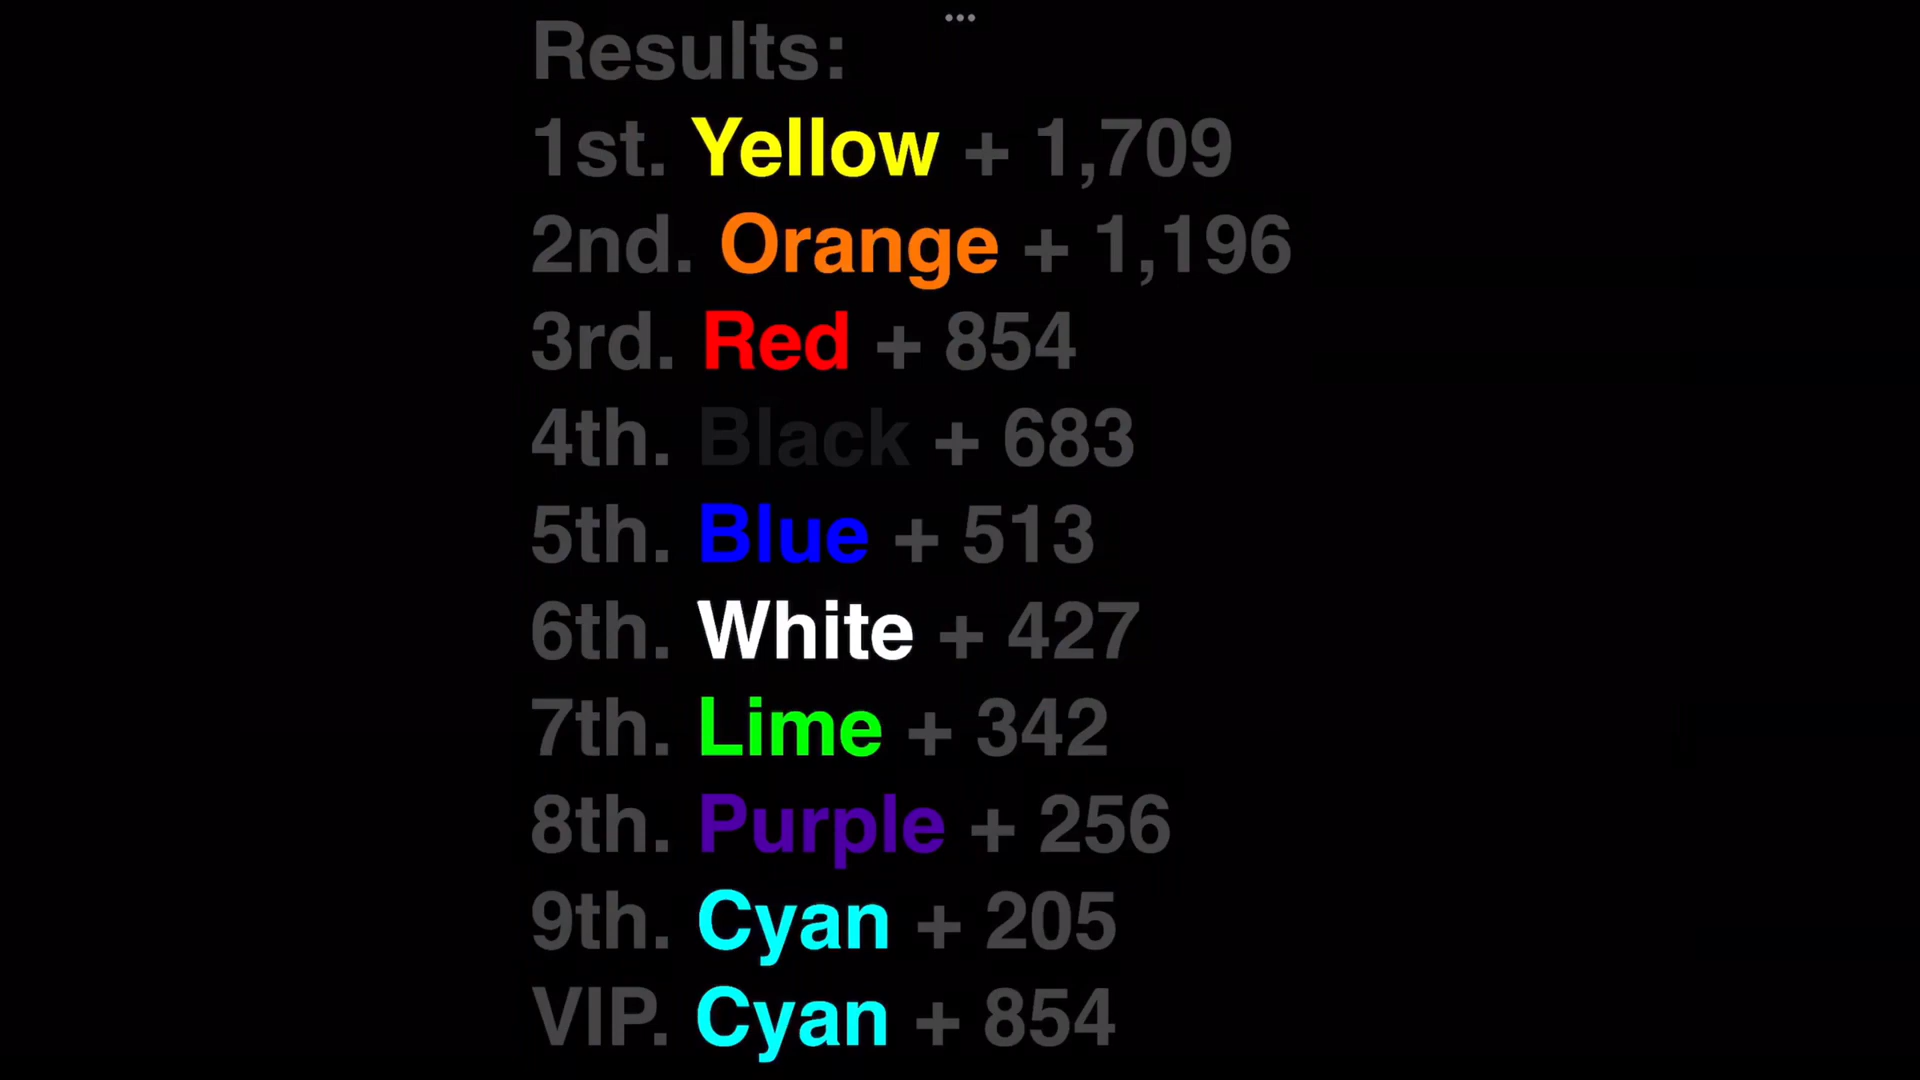 Results:
1st. Yellow + 1,709
2nd. Orange + 1,196
3rd. Red + 854
4th. Black + 683
5th. Blue + 513
6th. White + 427
7th. Lime + 342
8th. Purple + 256
9th. Cyan + 205
VIP. Cyan + 854